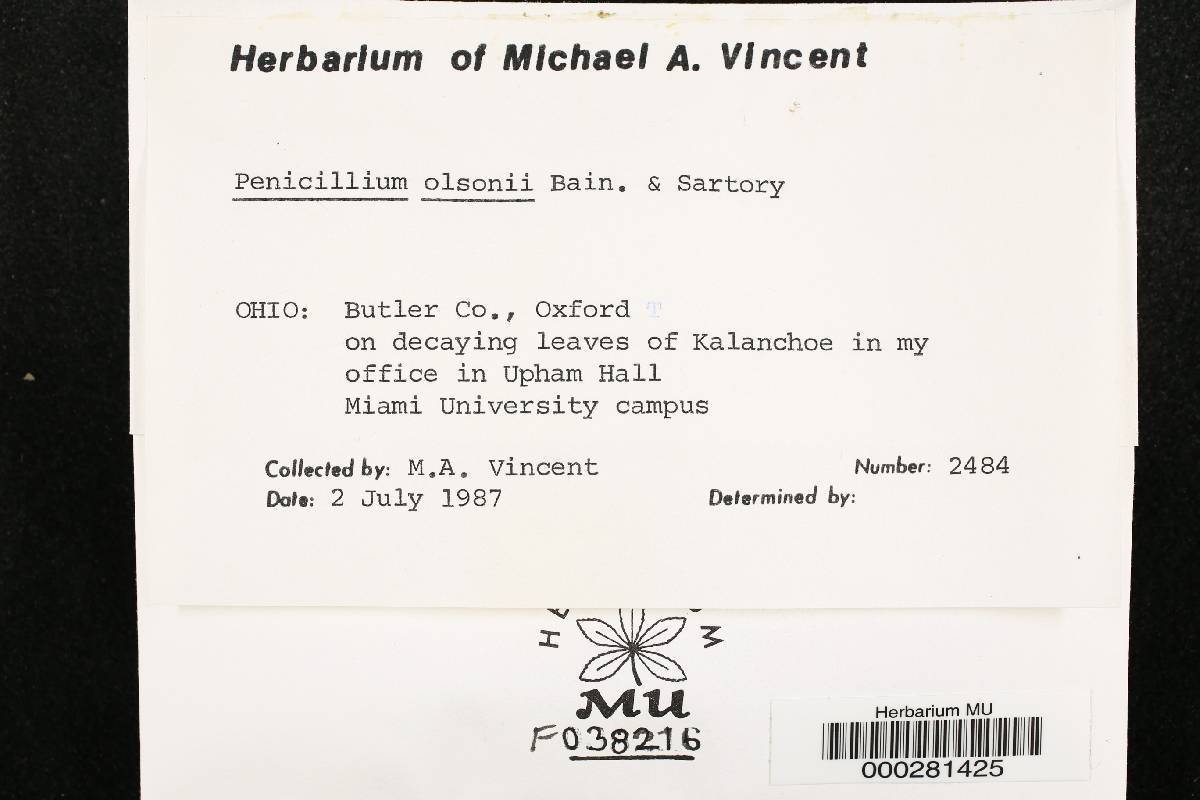 Herbarium of Michael A. Vincent
Penicillium olsonii Bain. & Sartory
OHIO: Butler Co., Oxford T
on decaying leaves of Kalanchoe in my
office in Upham Hall
Miami University campus
Collected by: M.A. Vincent Number: 2484
Date: 2 July 1987 Determined by:
MU
F038216
Herbarium MU
000281425